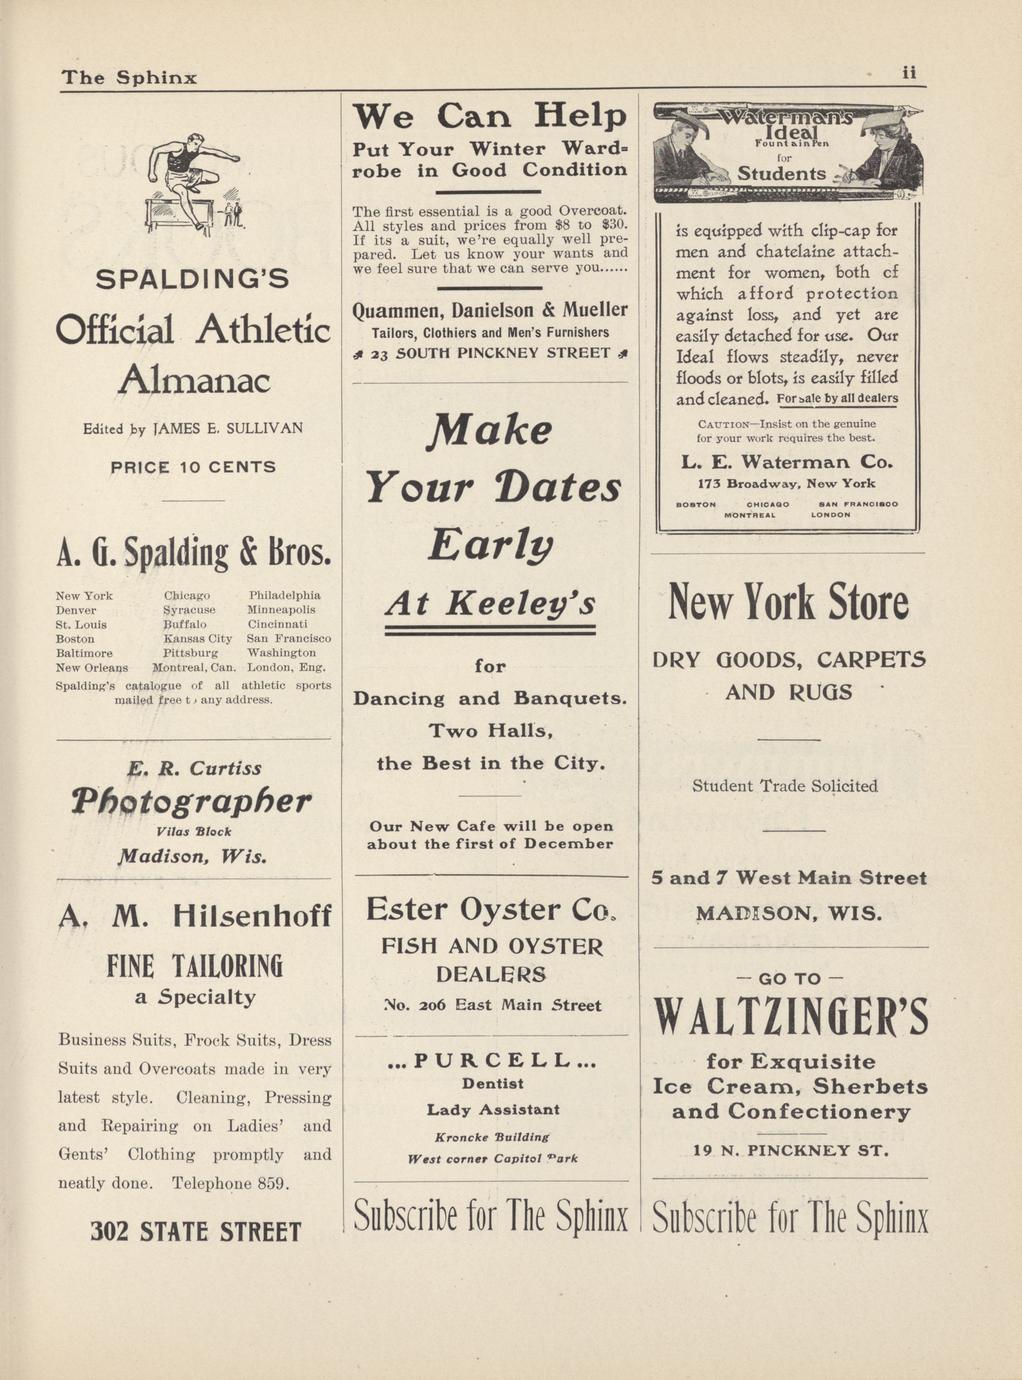 The Sphinx
ii
SPALDING'S
Official Athletic
Almanac
Edited by JAMES E. SULLIVAN
PRICE 10 CENTS
A. G. Spalding & Bros.
New York Chicago Philadelphia
Denver Syracuse Minneapolis
St. Louis Buffalo Cincinnati
Boston Kansas City San Francisco
Baltimore Pittsburg Washington
New Orleans Montreal, Can. London, Eng.
Spalding's catalogue of all athletic sports
mailed free t, any address.
E. R. Curtiss
Photographer
Vilas Block
Madison, Wis.
A. M. Hilsenhoff
FINE TAILORING
a Specialty
Business Suits, Frock Suits, Dress
Suits and Overcoats made in very
latest style. Cleaning, Pressing
and Repairing on Ladies' and
Gents' Clothing promptly and
neatly done. Telephone 859.
302 STATE STREET
We Can Help
Put Your Winter Ward=
robe in Good Condition
The first essential is a good Overcoat.
All styles and prices from $8 to $30.
If its a suit, we're equally well pre-
pared. Let us know your wants and
we feel sure that we can serve you......
Quammen, Danielson & Mueller
Tailors, Clothiers and Men's Furnishers
23 SOUTH PINCKNEY STREET
Make
Your Dates
Early
At Keeley's
for
Dancing and Banquets.
Two Halls,
the Best in the City.
Our New Cafe will be open
about the first of December
Ester Oyster Co.
FISH AND OYSTER
DEALERS
No. 206 East Main Street
...PURCELL...
Dentist
Lady Assistant
Kroncke Building
West corner Capitol Park
Subscribe for The Sphinx
Waterman's
Ideal
Fountain Pen
for
Students
is equipped with clip-cap for
men and chatelaine attach-
ment for women, both of
which afford protection
against loss, and yet are
easily detached for use. Our
Ideal flows steadily, never
floods or blots, is easily filled
and cleaned. For sale by all dealers
CAUTION—Insist on the genuine
for your work requires the best.
L. E. Waterman Co.
173 Broadway, New York
BOSTON CHICAGO SAN FRANCISCO
MONTREAL LONDON
New York Store
DRY GOODS, CARPETS
AND RUGS
Student Trade Solicited
5 and 7 West Main Street
MADISON, WIS.
— GO TO —
WALTZINGER'S
for Exquisite
Ice Cream, Sherbets
and Confectionery
19 N. PINCKNEY ST.
Subscribe for The Sphinx